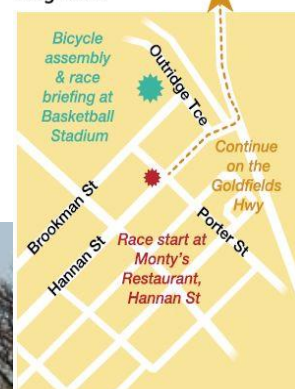 Bicycle
assembly
& race
briefing at
Basketball
Stadium
Outridge Tce
Continue
on the
Goldfields
Hwy
Brookman St
Hannan St
Porter St
Race start at
Monty's
Restaurant,
Hannan St